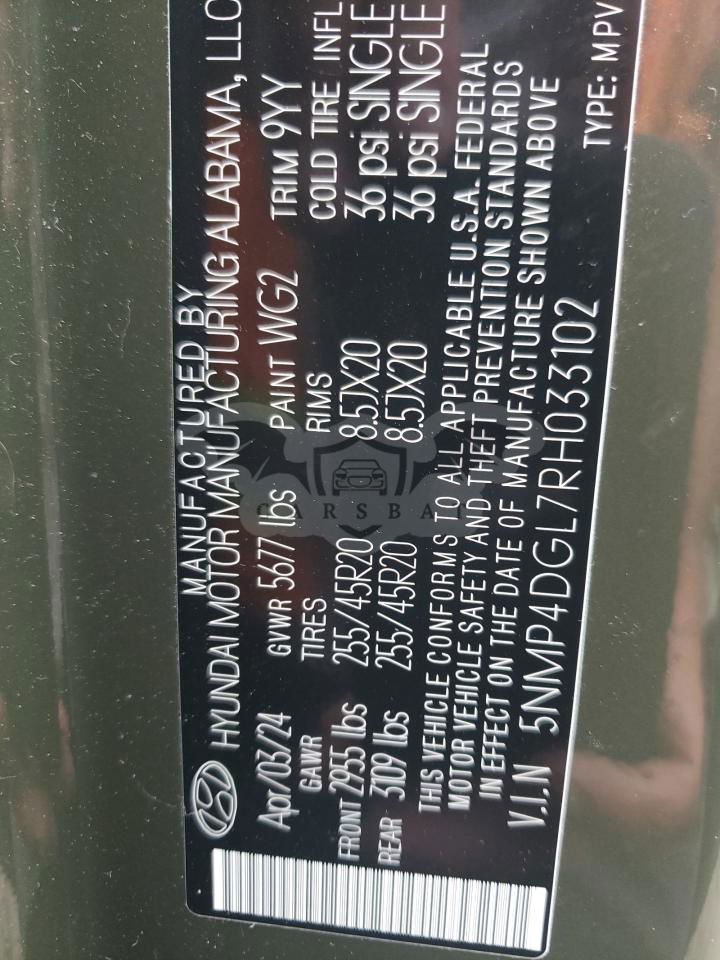 MANUFACTURED BY
HYUNDAI MOTOR MANUFACTURING ALABAMA, LLC
Apr/03/24 GVWR 5677 lbs PAINT WG2 TRIM 9YY
GAWR TIRES RIMS COLD TIRE INFL
FRONT 2955 lbs 255/45R20 8.5JX20 36 psi SINGLE
REAR 3109 lbs 255/45R20 8.5JX20 36 psi SINGLE
THIS VEHICLE CONFORMS TO ALL APPLICABLE U.S.A. FEDERAL
MOTOR VEHICLE SAFETY AND THEFT PREVENTION STANDARDS
IN EFFECT ON THE DATE OF MANUFACTURE SHOWN ABOVE
V.I.N 5NMP4DGL7RH033102 TYPE: MPV
CARSBA